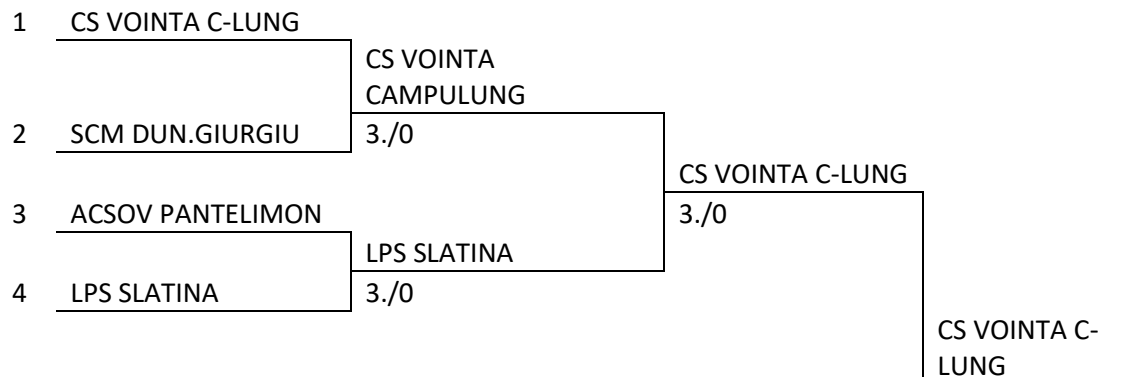 1 CS VOINTA C-LUNG
CS VOINTA
CAMPULUNG
2 SCM DUN.GIURGIU 3./0
CS VOINTA C-LUNG
3 ACSOV PANTELIMON 3./0
LPS SLATINA
4 LPS SLATINA 3./0
CS VOINTA C-
LUNG